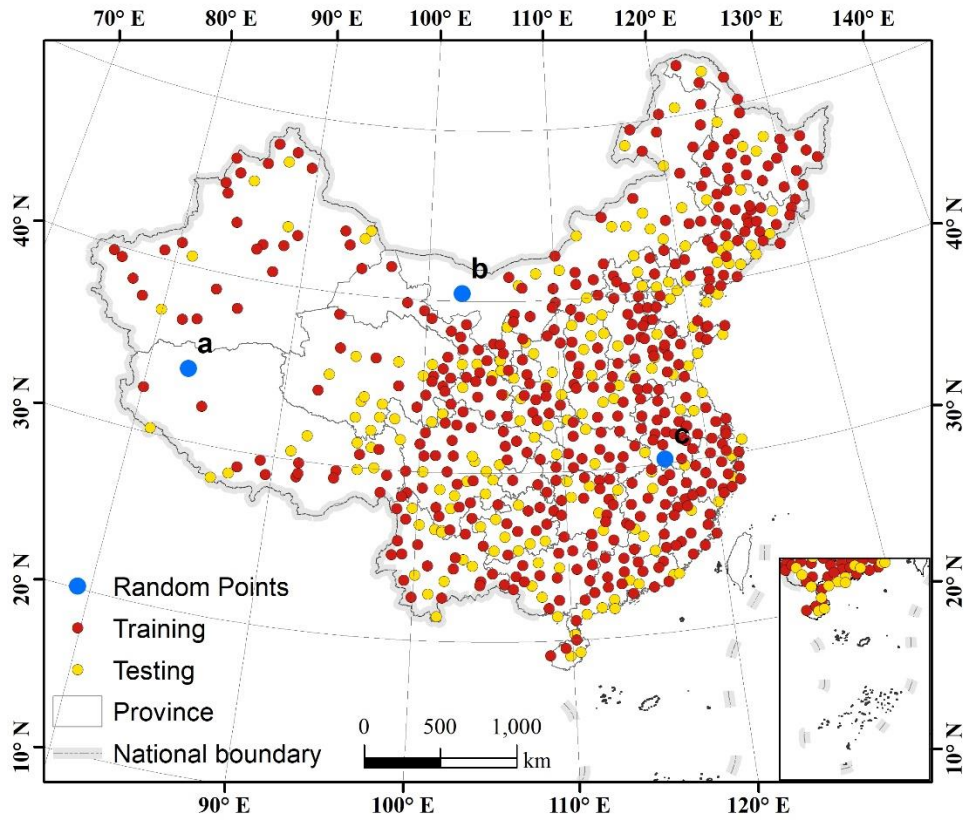 70° E 80° E 90° E 100° E 110° E 120° E 130° E 140° E
40° N
40° N
b
a
30° N
30° N
c
20° N
20° N
Random Points
Training
Testing
Province
National boundary
0 500 1,000
km
10° N
10° N
90° E 100° E 110° E 120° E